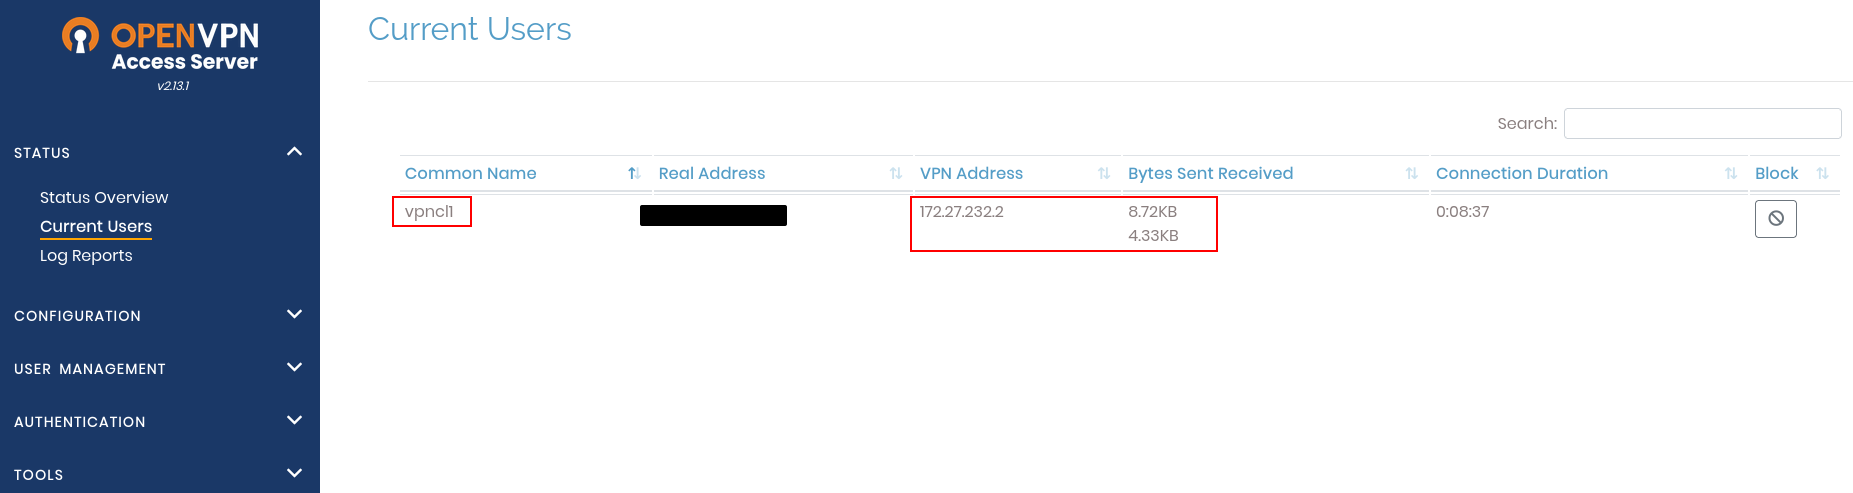 OPENVPN
Access Server
v2.13.1
STATUS
Status Overview
Current Users
Log Reports
CONFIGURATION
USER MANAGEMENT
AUTHENTICATION
TOOLS
Current Users
Search:
Common Name Real Address VPN Address Bytes Sent Received Connection Duration Block
vpncl1 172.27.232.2 8.72KB 0:08:37
4.33KB